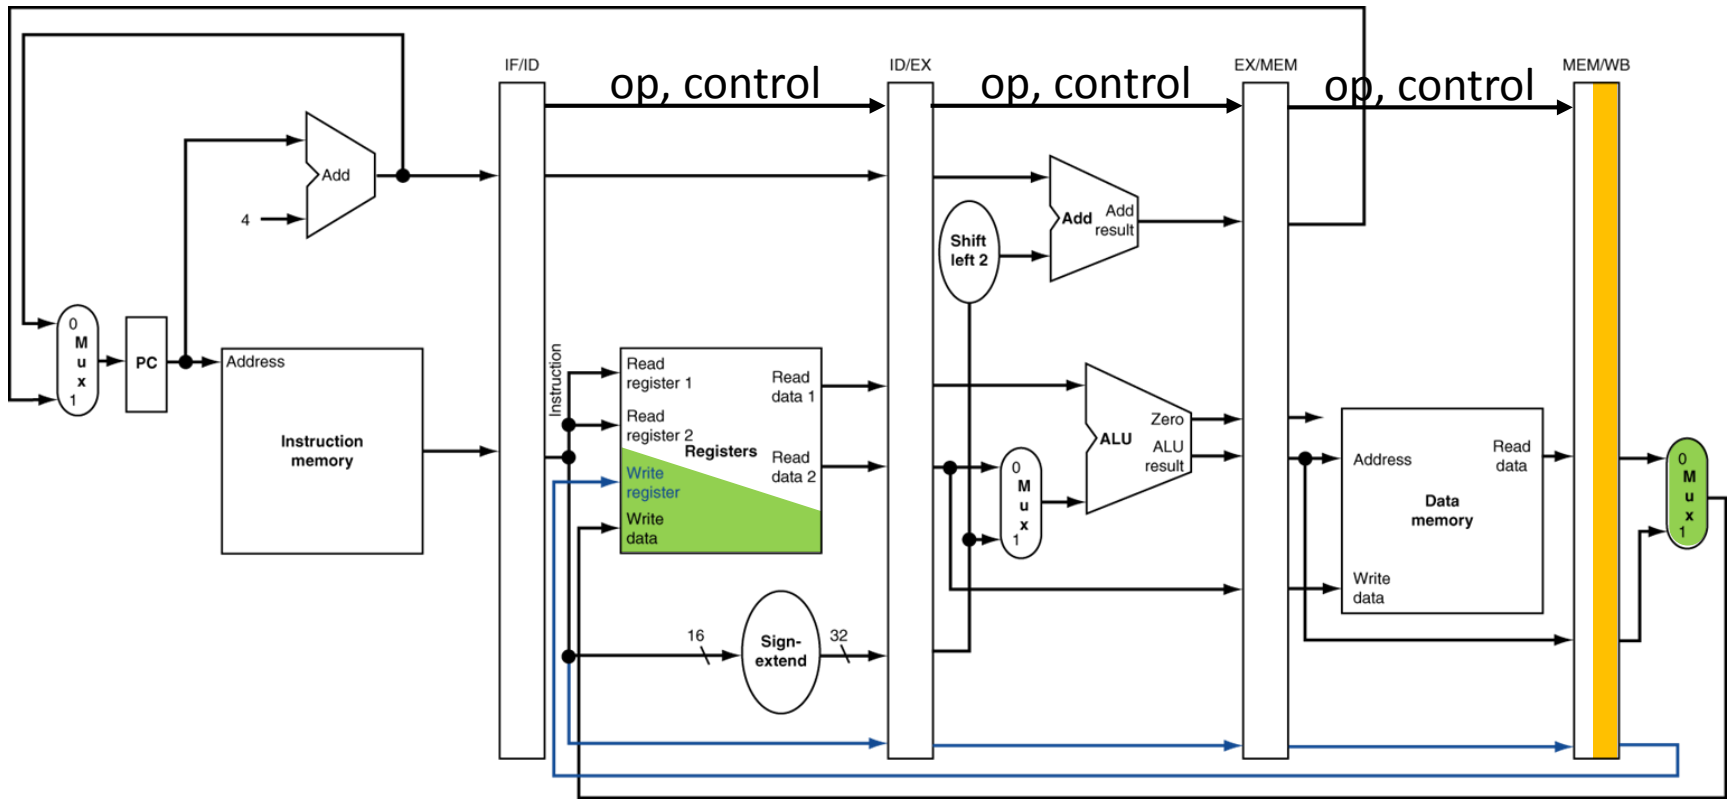 IF/ID
ID/EX
EX/MEM
MEM/WB
op, control
op, control
op, control
Add
4
Add
Add
result
Shift
left 2
0
M
u
x
1
PC
Address
Instruction
memory
Instruction
Read
register 1
Read
register 2
Write
register
Write
data
Registers
Read
data 1
Read
data 2
16
Sign-
extend
32
0
M
u
x
1
Zero
ALU
ALU
result
Address
Read
data
Data
memory
Write
data
0
M
u
x
1